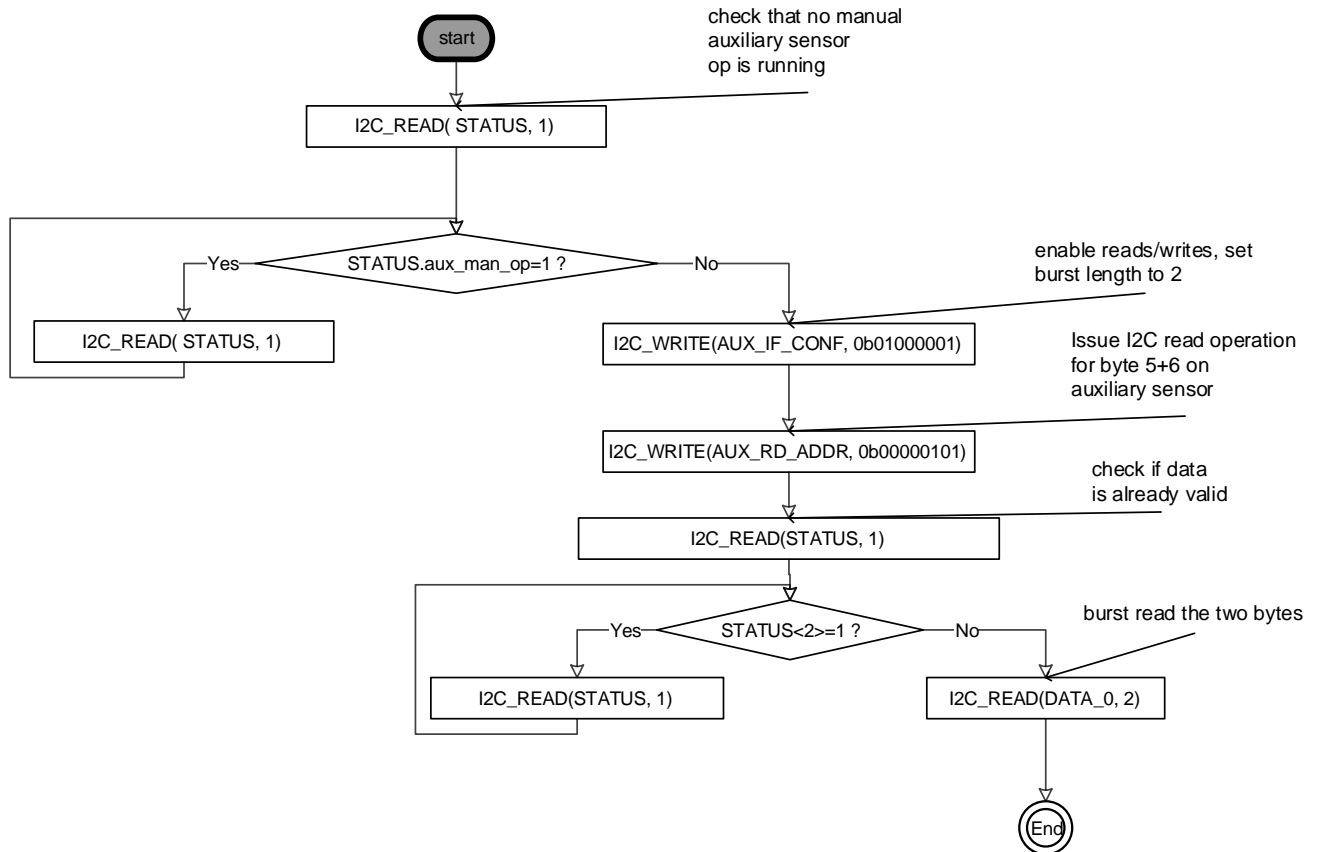 check that no manual
auxiliary sensor
op is running
start
I2C_READ( STATUS, 1)
STATUS.aux_man_op=1 ?
Yes
No
I2C_READ( STATUS, 1)
enable reads/writes, set
burst length to 2
I2C_WRITE(AUX_IF_CONF, 0b01000001)
Issue I2C read operation
for byte 5+6 on
auxiliary sensor
I2C_WRITE(AUX_RD_ADDR, 0b00000101)
check if data
is already valid
I2C_READ(STATUS, 1)
STATUS<2>=1 ?
Yes
No
I2C_READ(STATUS, 1)
burst read the two bytes
I2C_READ(DATA_0, 2)
End